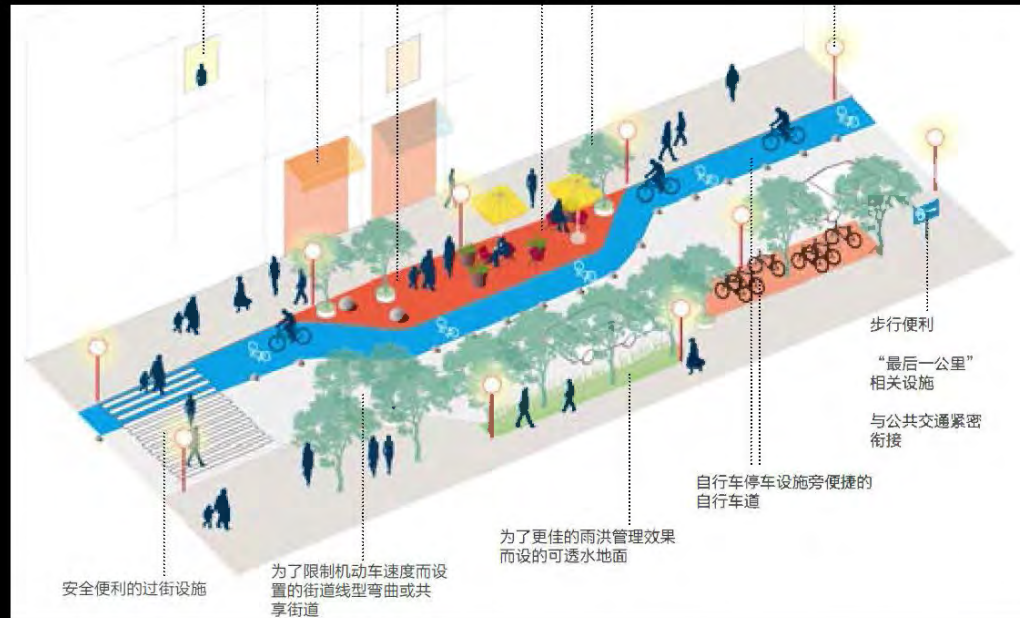 步行便利
“最后一公里”
相关设施
与公共交通紧密
衔接
自行车停车设施旁便捷的
自行车道
为了更佳的雨洪管理效果
而设的可透水地面
安全便利的过街设施
为了限制机动车速度而设
置的街道线型弯曲或共
享街道